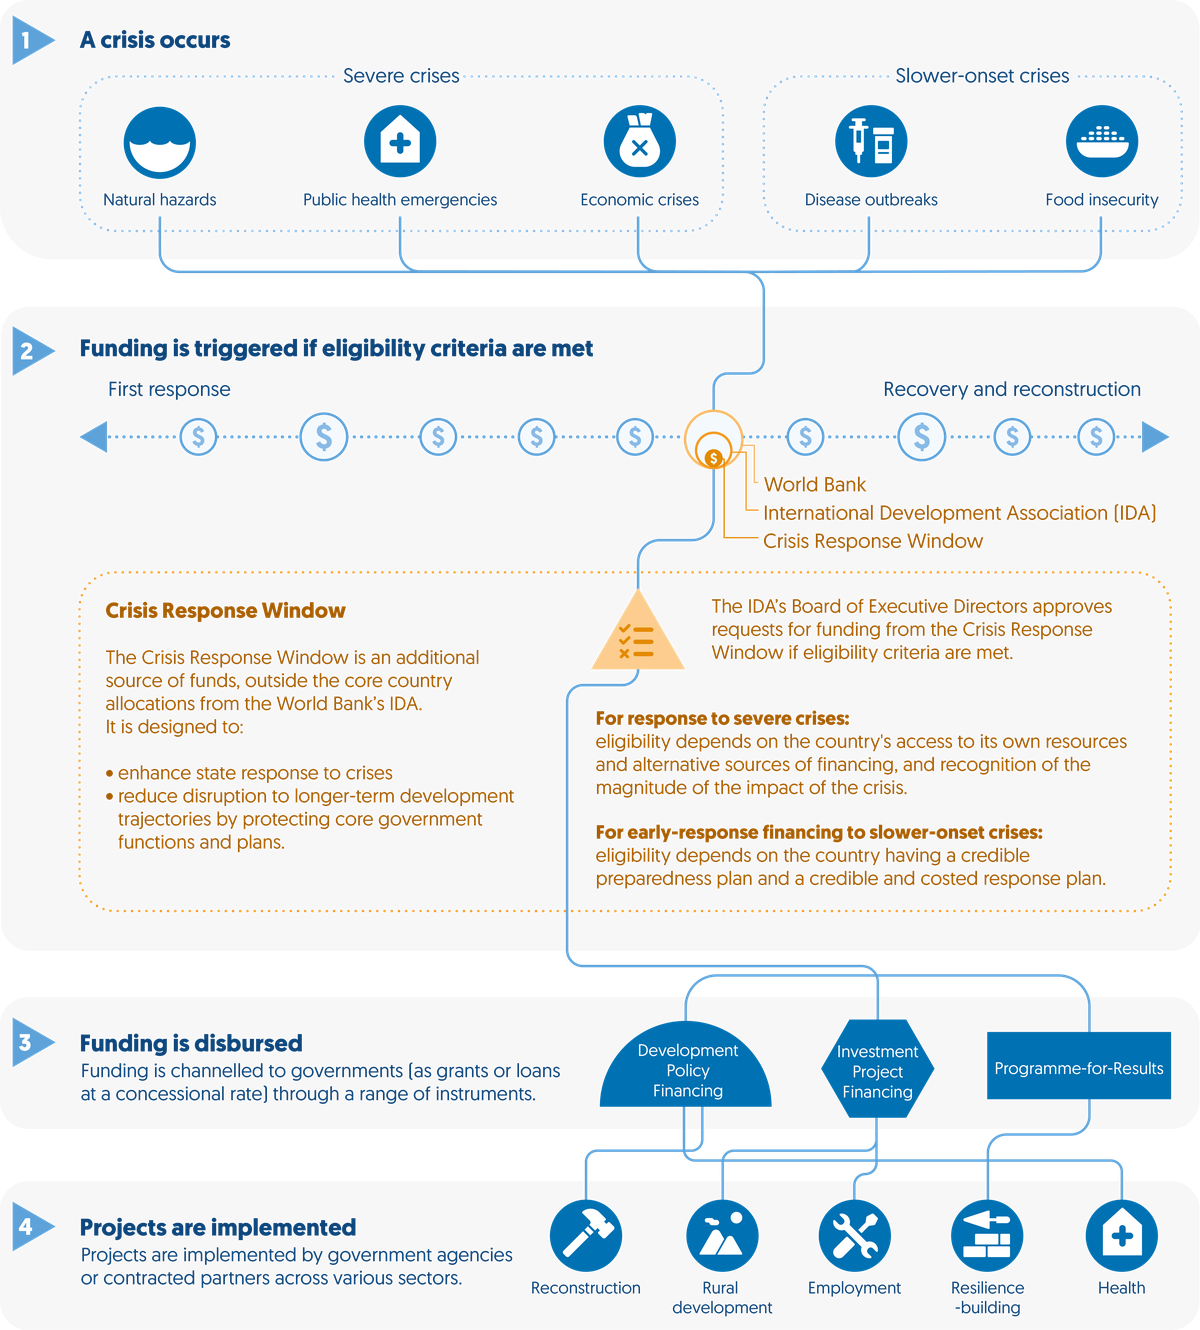 1
A crisis occurs
Severe crises
Slower-onset crises
Natural hazards
Public health emergencies
Economic crises
Disease outbreaks
Food insecurity
2
Funding is triggered if eligibility criteria are met
First response
Recovery and reconstruction
$ $ $ $ $ $ $ $ $ $
World Bank
International Development Association (IDA)
Crisis Response Window
Crisis Response Window
The Crisis Response Window is an additional
source of funds, outside the core country
allocations from the World Bank's IDA.
It is designed to:
• enhance state response to crises
• reduce disruption to longer-term development
trajectories by protecting core government
functions and plans.
The IDA's Board of Executive Directors approves
requests for funding from the Crisis Response
Window if eligibility criteria are met.
For response to severe crises:
eligibility depends on the country's access to its own resources
and alternative sources of financing, and recognition of the
magnitude of the impact of the crisis.
For early-response financing to slower-onset crises:
eligibility depends on the country having a credible
preparedness plan and a credible and costed response plan.
3
Funding is disbursed
Funding is channelled to governments (as grants or loans
at a concessional rate) through a range of instruments.
Development
Policy
Financing
Investment
Project
Financing
Programme-for-Results
4
Projects are implemented
Projects are implemented by government agencies
or contracted partners across various sectors.
Reconstruction
Rural
development
Employment
Resilience
-building
Health